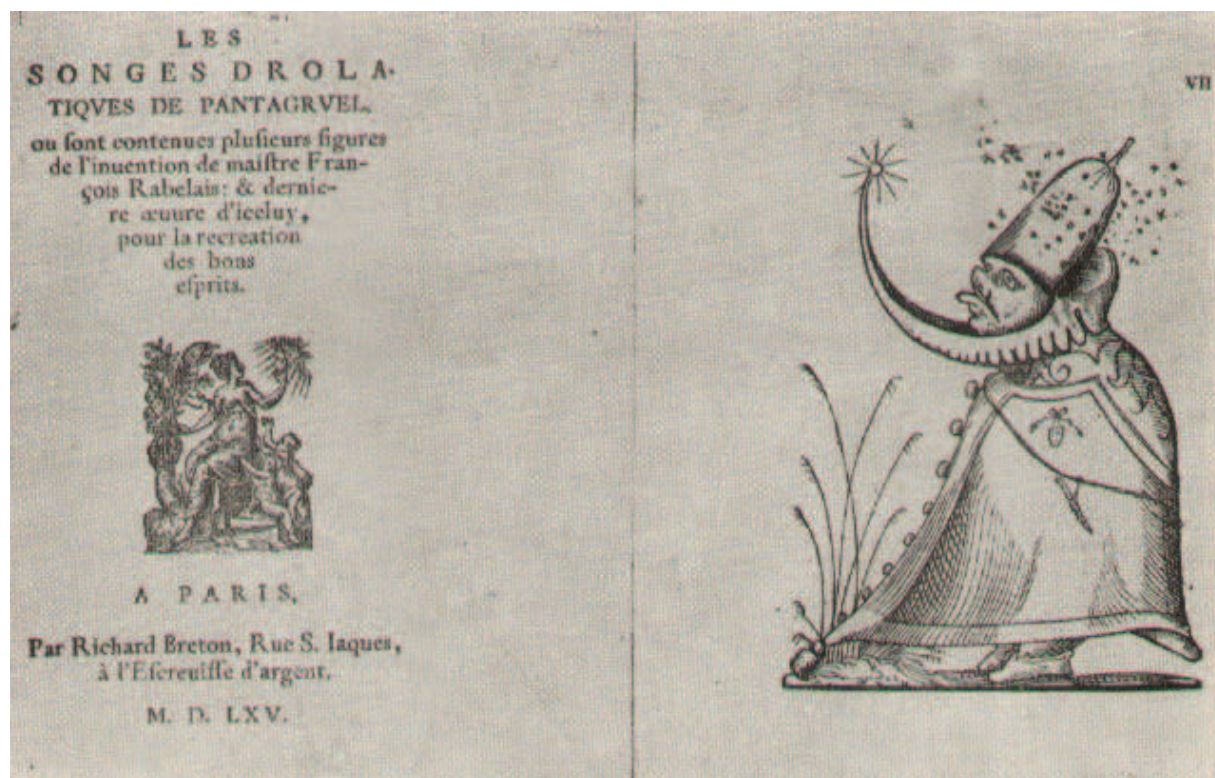 LES
SONGES DROLA-
TIQVES DE PANTAGRVEL,
ou ſont contenues pluſieurs figures
de l'inuention de maiſtre Fran-
çois Rabelais: & dernie-
re œuure d'iceluy,
pour la recreation
des bons
eſprits.
A PARIS,
Par Richard Breton, Rue S. Iaques,
à l'Eſcreuiſſe d'argent.
M. D. LXV.
VII